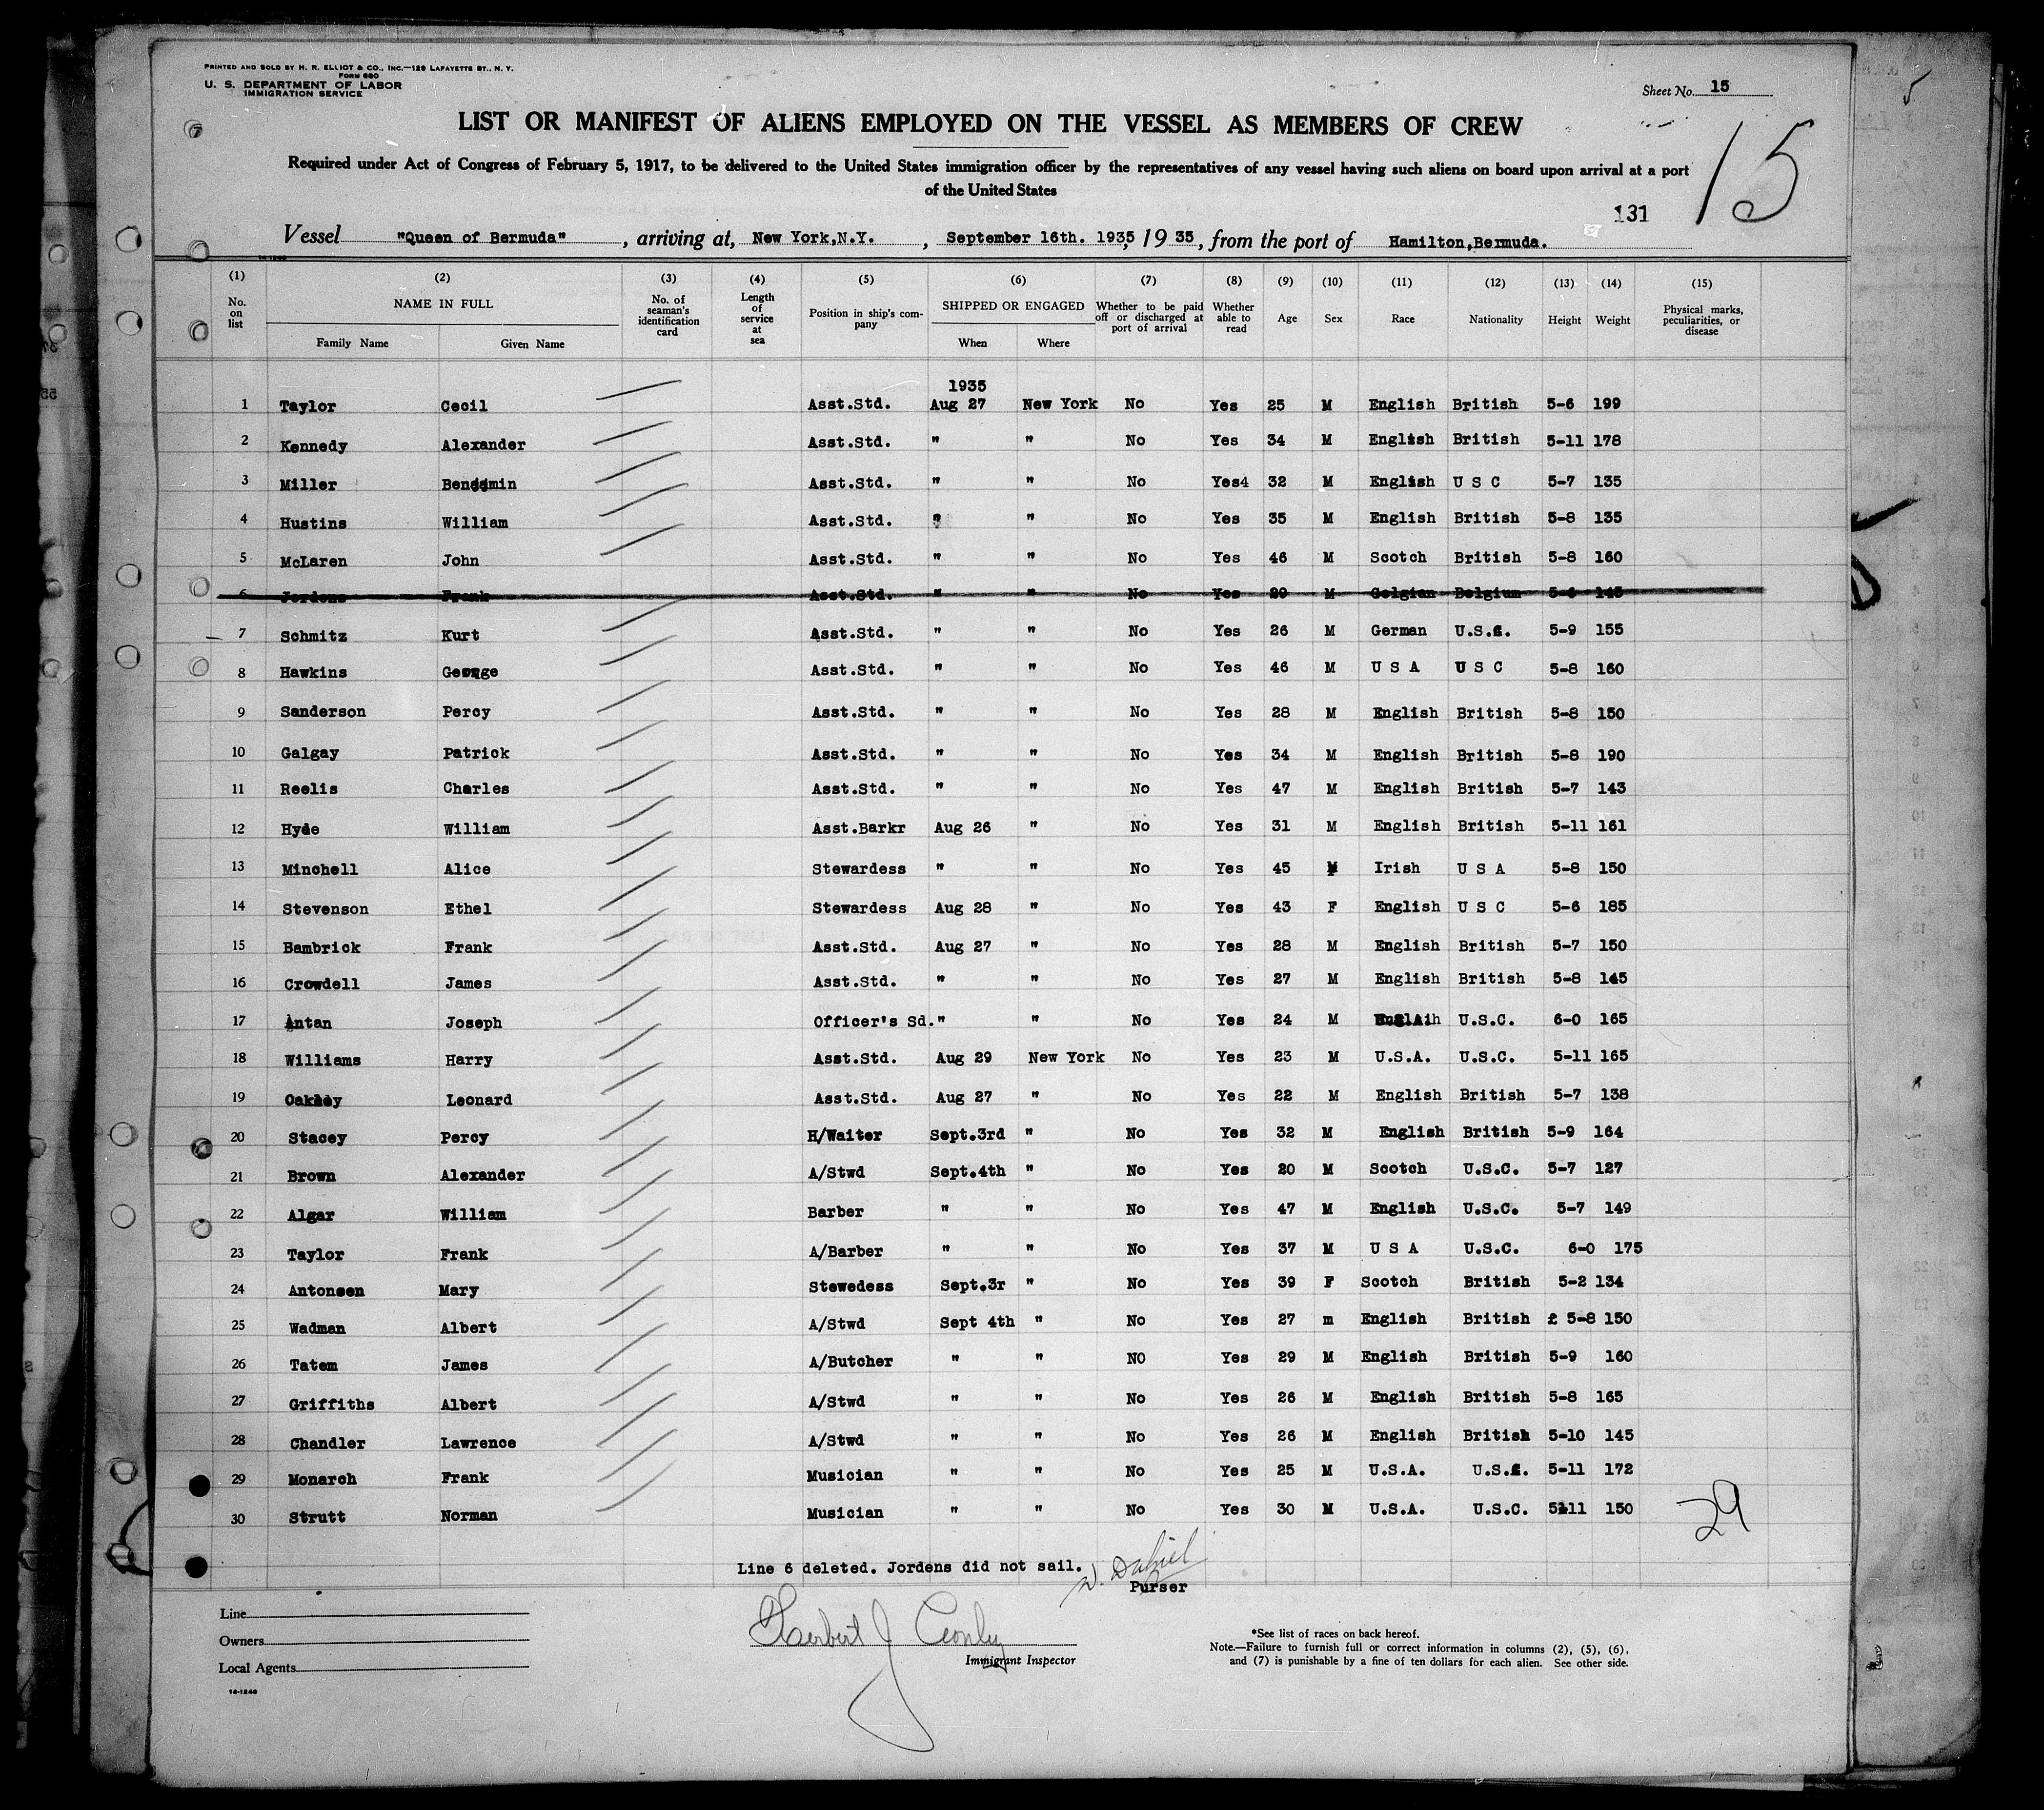 PRINTED AND SOLD BY H. R. ELLIOT & CO., INC.—129 LAFAYETTE ST., N. Y.
FORM 680
U. S. DEPARTMENT OF LABOR
IMMIGRATION SERVICE
Sheet No. 15
LIST OR MANIFEST OF ALIENS EMPLOYED ON THE VESSEL AS MEMBERS OF CREW
15
Required under Act of Congress of February 5, 1917, to be delivered to the United States immigration officer by the representatives of any vessel having such aliens on board upon arrival at a port
of the United States
131
Vessel "Queen of Bermuda", arriving at, New York,N.Y., September 16th. 1935, 1935, from the port of Hamilton,Bermuda.
14-1240
(1) (2) (3) (4) (5) (6) (7) (8) (9) (10) (11) (12) (13) (14) (15)
No. on list NAME IN FULL Family Name Given Name No. of seaman's identification card Length of service at sea Position in ship's company SHIPPED OR ENGAGED When Where Whether to be paid off or discharged at port of arrival Whether able to read Age Sex Race Nationality Height Weight Physical marks, peculiarities, or disease
1935
1 Taylor Cecil Asst.Std. Aug 27 New York No Yes 25 M English British 5-6 199
2 Kennedy Alexander Asst.Std. " " No Yes 34 M English British 5-11 178
3 Miller Bendjmin Asst.Std. " " No Yes4 32 M English U S C 5-7 135
4 Hustins William Asst.Std. " " No Yes 35 M English British 5-8 135
5 McLaren John Asst.Std. " " No Yes 46 M Scotch British 5-8 160
6 Jordens Frank Asst.Std. " " No Yes 29 M Gelgian Belgium 5-6 145
7 Schmitz Kurt Asst.Std. " " No Yes 26 M German U.S. 5-9 155
8 Hawkins George Asst.Std. " " No Yes 46 M U S A U S C 5-8 160
9 Sanderson Percy Asst.Std. " " No Yes 28 M English British 5-8 150
10 Galgay Patrick Asst.Std. " " No Yes 34 M English British 5-8 190
11 Reelis Charles Asst.Std. " " No Yes 47 M English British 5-7 143
12 Hyde William Asst.Barkr Aug 26 " No Yes 31 M English British 5-11 161
13 Minchell Alice Stewardess " " No Yes 45 Irish U S A 5-8 150
14 Stevenson Ethel Stewardess Aug 28 " No Yes 43 F English U S C 5-6 185
15 Bambrick Frank Asst.Std. Aug 27 " No Yes 28 M English British 5-7 150
16 Crowdell James Asst.Std. " " No Yes 27 M English British 5-8 145
17 Antan Joseph Officer's Sd. " " No Yes 24 M U.S.C. 6-0 165
18 Williams Harry Asst.Std. Aug 29 New York No Yes 23 M U.S.A. U.S.C. 5-11 165
19 Oakley Leonard Asst.Std. Aug 27 " No Yes 22 M English British 5-7 138
20 Stacey Percy H/Waiter Sept.3rd " No Yes 32 M English British 5-9 164
21 Brown Alexander A/Stwd Sept.4th " No Yes 20 M Scotch U.S.C. 5-7 127
22 Algar William Barber " " No Yes 47 M English U.S.C. 5-7 149
23 Taylor Frank A/Barber " " No Yes 37 M U S A U.S.C. 6-0 175
24 Antonsen Mary Stewedess Sept.3r " No Yes 39 F Scotch British 5-2 134
25 Wadman Albert A/Stwd Sept 4th " No Yes 27 m English British £ 5-8 150
26 Tatem James A/Butcher " " NO Yes 29 M English British 5-9 160
27 Griffiths Albert A/Stwd " " No Yes 26 M English British 5-8 165
28 Chandler Lawrence A/Stwd " " No Yes 26 M English British 5-10 145
29 Monarch Frank Musician " " No Yes 25 M U.S.A. U.S. 5-11 172
30 Strutt Norman Musician " " No Yes 30 M U.S.A. U.S.C. 5-11 150
29
Line 6 deleted. Jordens did not sail.
Purser
Line
Owners
Local Agents
14-1240
Herbert J
Immigrant Inspector
*See list of races on back hereof.
Note.—Failure to furnish full or correct information in columns (2), (5), (6),
and (7) is punishable by a fine of ten dollars for each alien. See other side.